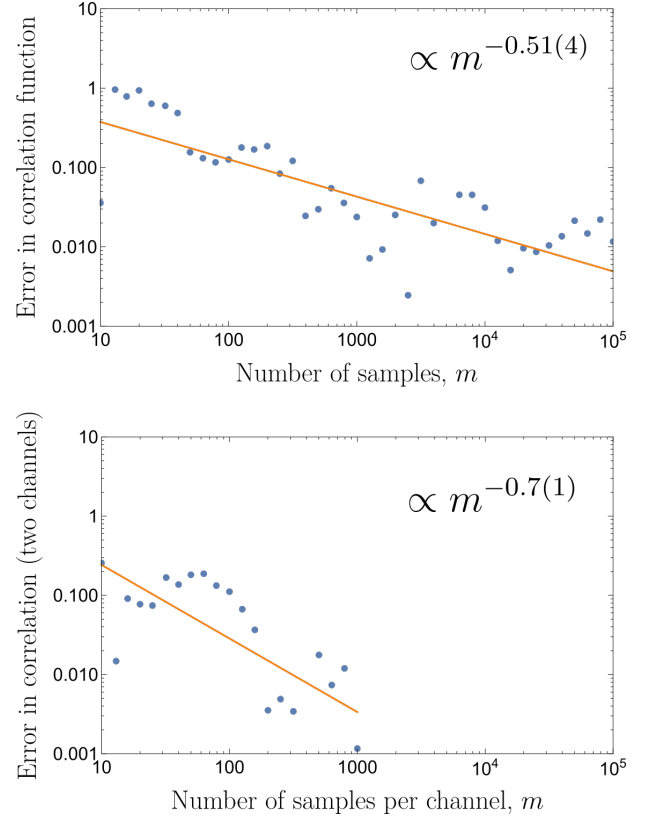 10
1
0.100
0.010
0.001
Error in correlation function
∝ m^−0.51(4)
10 100 1000 10^4 10^5
Number of samples, m
10
1
0.100
0.010
0.001
Error in correlation (two channels)
∝ m^−0.7(1)
10 100 1000 10^4 10^5
Number of samples per channel, m